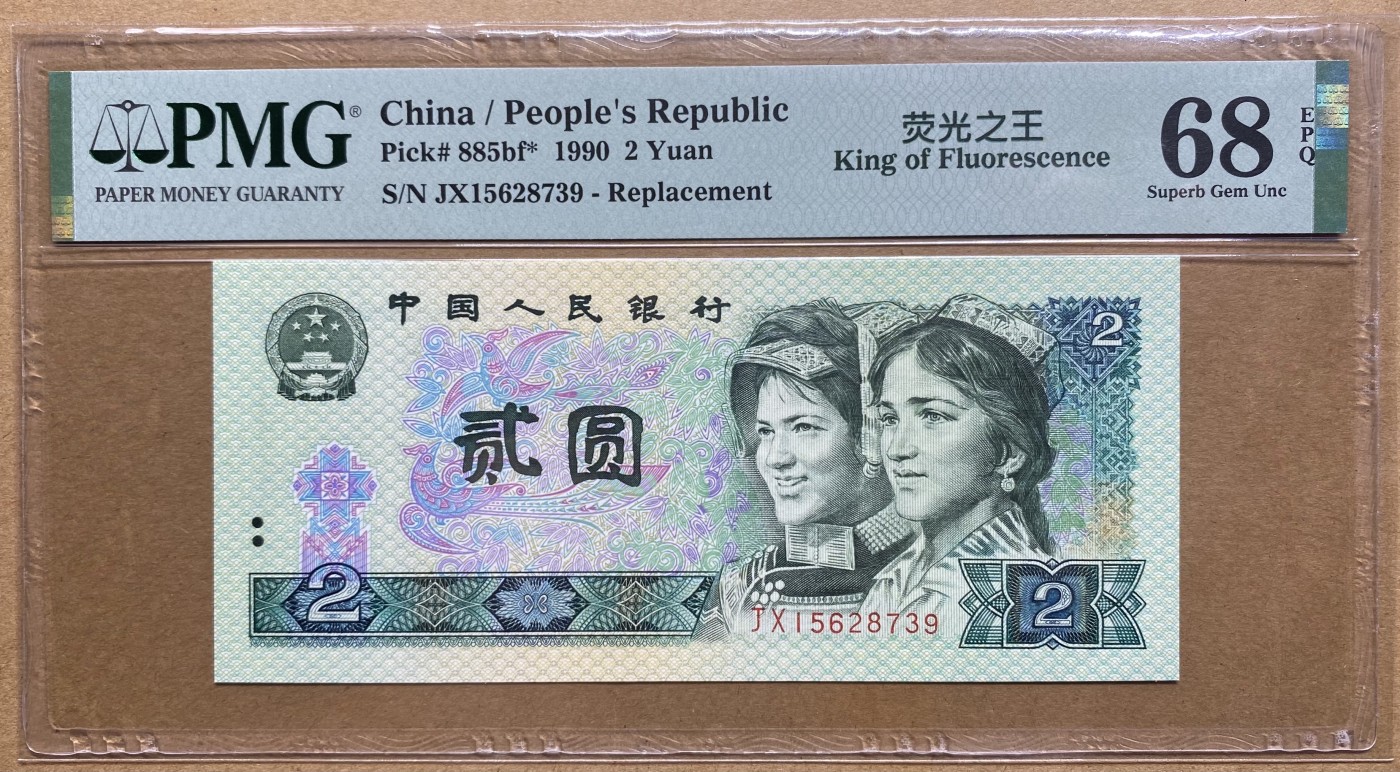 PMG®
PAPER MONEY GUARANTY
China / People's Republic
Pick# 885bf* 1990 2 Yuan
S/N JX15628739 - Replacement
荧光之王
King of Fluorescence
68
EPQ
Superb Gem Unc
中国人民银行
2
贰圆
2
JX15628739
2